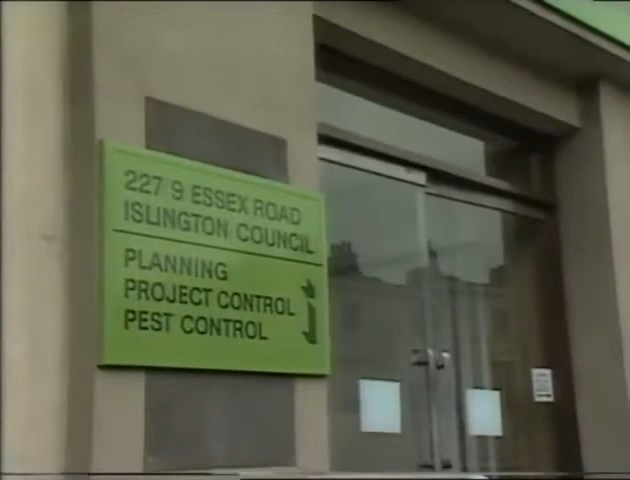 227 9 ESSEX ROAD
ISLINGTON COUNCIL
PLANNING
PROJECT CONTROL
PEST CONTROL